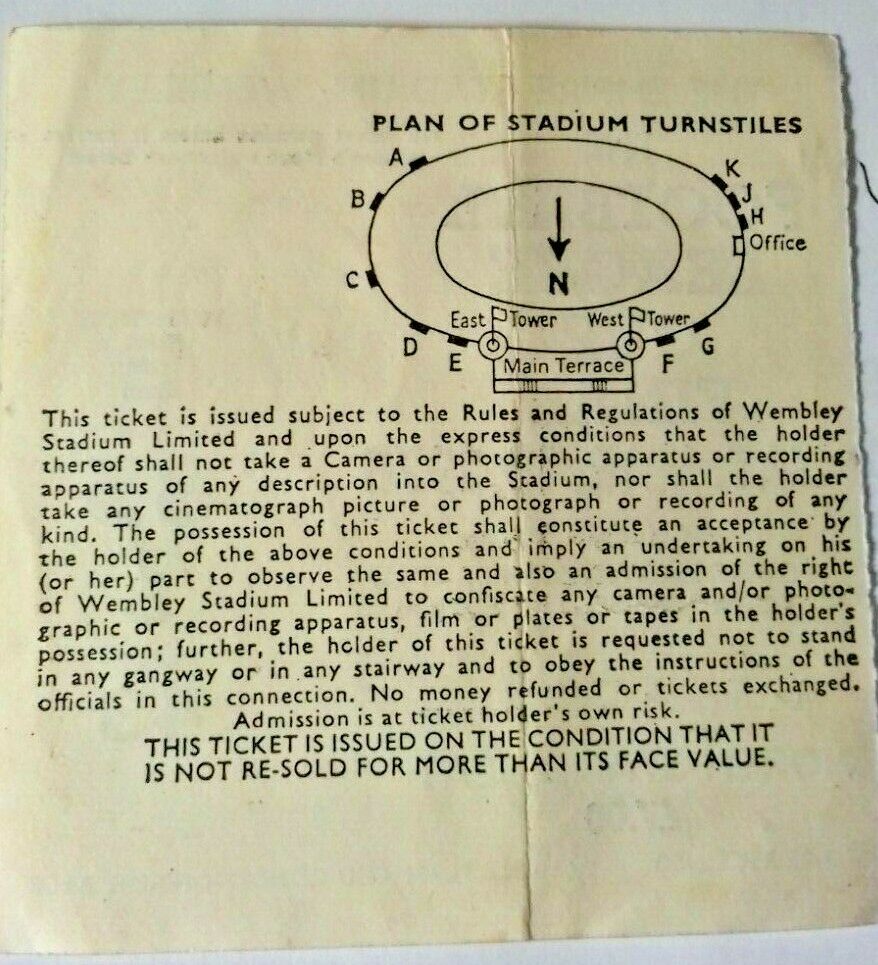 PLAN OF STADIUM TURNSTILES
A
K
B
J
H
Office
N
C
East Tower
West Tower
D
E
Main Terrace
F
G
This ticket is issued subject to the Rules and Regulations of Wembley
Stadium Limited and upon the express conditions that the holder
thereof shall not take a Camera or photographic apparatus or recording
apparatus of any description into the Stadium, nor shall the holder
take any cinematograph picture or photograph or recording of any
kind. The possession of this ticket shall constitute an acceptance by
the holder of the above conditions and imply an undertaking on his
(or her) part to observe the same and also an admission of the right
of Wembley Stadium Limited to confiscate any camera and/or photo-
graphic or recording apparatus, film or plates or tapes in the holder's
possession; further, the holder of this ticket is requested not to stand
in any gangway or in any stairway and to obey the instructions of the
officials in this connection. No money refunded or tickets exchanged.
Admission is at ticket holder's own risk.
THIS TICKET IS ISSUED ON THE CONDITION THAT IT
IS NOT RE-SOLD FOR MORE THAN ITS FACE VALUE.